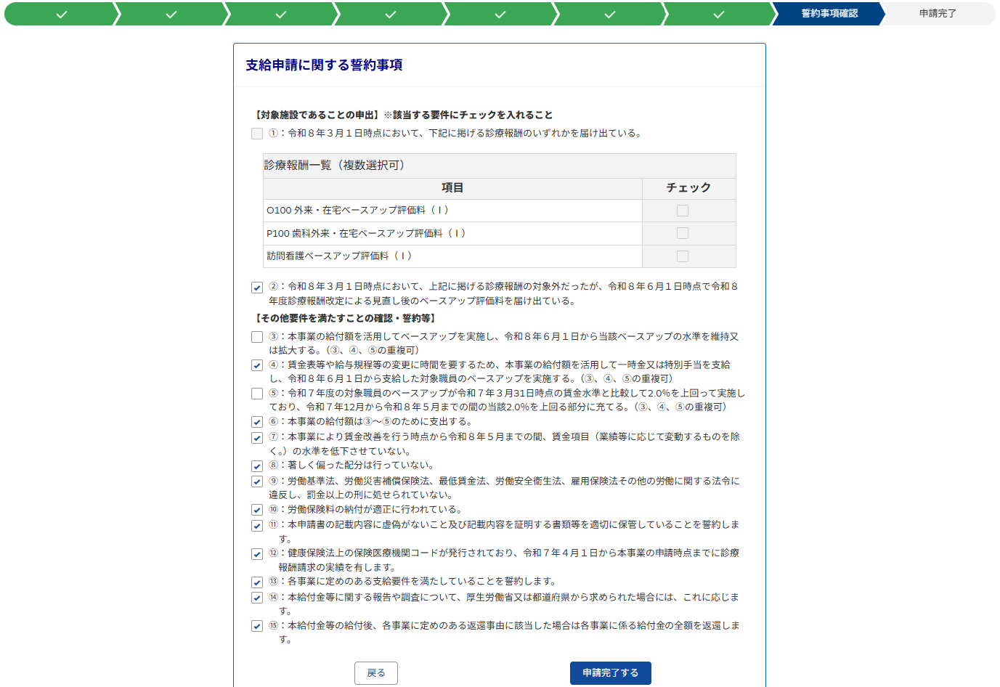 誓約事項確認
申請完了
支給申請に関する誓約事項
【対象施設であることの申出】※該当する要件にチェックを入れること
①：令和８年３月１日時点において、下記に掲げる診療報酬のいずれかを届け出ている。
診療報酬一覧（複数選択可）
項目 チェック
O100 外来・在宅ベースアップ評価料（Ⅰ）
P100 歯科外来・在宅ベースアップ評価料（Ⅰ）
訪問看護ベースアップ評価料（Ⅰ）
②：令和８年３月１日時点において、上記に掲げる診療報酬の対象外だったが、令和８年６月１日時点で令和８
年度診療報酬改定による見直し後のベースアップ評価料を届け出ている。
【その他要件を満たすことの確認・誓約等】
③：本事業の給付額を活用してベースアップを実施し、令和８年６月１日から当該ベースアップの水準を維持又
は拡大する。（③、④、⑤の重複可）
④：賃金表等や給与規程等の変更に時間を要するため、本事業の給付額を活用して一時金又は特別手当を支給
し、令和８年６月１日から支給した対象職員のベースアップを実施する。（③、④、⑤の重複可）
⑤：令和７年度の対象職員のベースアップが令和７年３月31日時点の賃金水準と比較して2.0％を上回って実施し
ており、令和７年12月から令和８年５月までの間の当該2.0％を上回る部分に充てる。（③、④、⑤の重複可）
⑥：本事業の給付額は③～⑤のために支出する。
⑦：本事業により賃金改善を行う時点から令和８年５月までの間、賃金項目（業績等に応じて変動するものを除
く。）の水準を低下させていない。
⑧：著しく偏った配分は行っていない。
⑨：労働基準法、労働災害補償保険法、最低賃金法、労働安全衛生法、雇用保険法その他の労働に関する法令に
違反し、罰金以上の刑に処せられていない。
⑩：労働保険料の納付が適正に行われている。
⑪：本申請書の記載内容に虚偽がないこと及び記載内容を証明する書類等を適切に保管していることを誓約しま
す。
⑫：健康保険法上の保険医療機関コードが発行されており、令和７年４月１日から本事業の申請時点までに診療
報酬請求の実績を有します。
⑬：各事業に定めのある支給要件を満たしていることを誓約します。
⑭：本給付金等に関する報告や調査について、厚生労働省又は都道府県から求められた場合には、これに応じま
す。
⑮：本給付金等の給付後、各事業に定めのある返還事由に該当した場合は各事業に係る給付金の全額を返還しま
す。
戻る
申請完了する